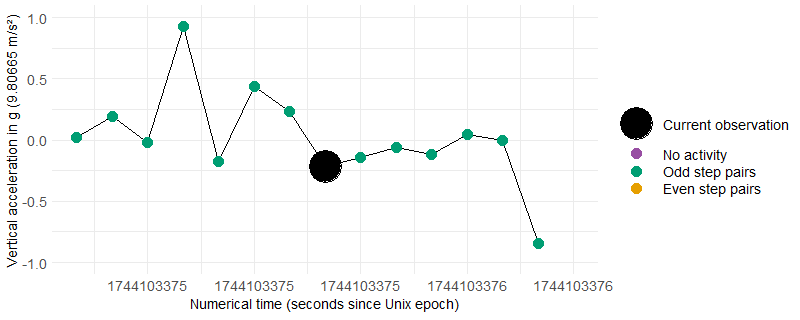 Vertical acceleration in g (9.80665 m/s²)
1.0
0.5
0.0
-0.5
-1.0
1744103375 1744103375 1744103375 1744103376 1744103376
Numerical time (seconds since Unix epoch)
Current observation
No activity
Odd step pairs
Even step pairs